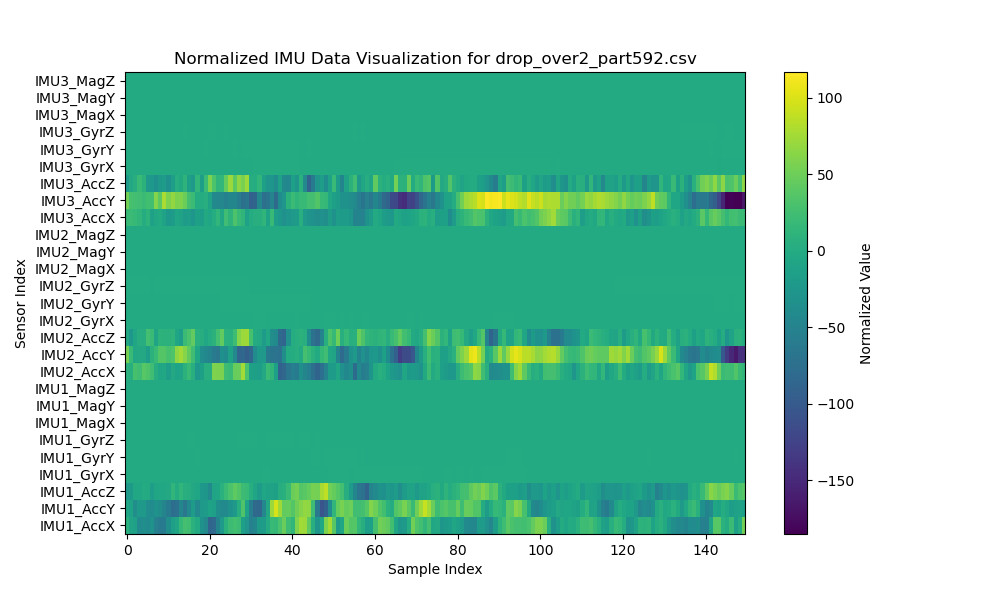 Normalized IMU Data Visualization for drop_over2_part592.csv
IMU3_MagZ
IMU3_MagY
IMU3_MagX
IMU3_GyrZ
IMU3_GyrY
IMU3_GyrX
IMU3_AccZ
IMU3_AccY
IMU3_AccX
IMU2_MagZ
IMU2_MagY
IMU2_MagX
IMU2_GyrZ
IMU2_GyrY
IMU2_GyrX
IMU2_AccZ
IMU2_AccY
IMU2_AccX
IMU1_MagZ
IMU1_MagY
IMU1_MagX
IMU1_GyrZ
IMU1_GyrY
IMU1_GyrX
IMU1_AccZ
IMU1_AccY
IMU1_AccX
Sensor Index
0 20 40 60 80 100 120 140
Sample Index
100
50
0
−50
−100
−150
Normalized Value